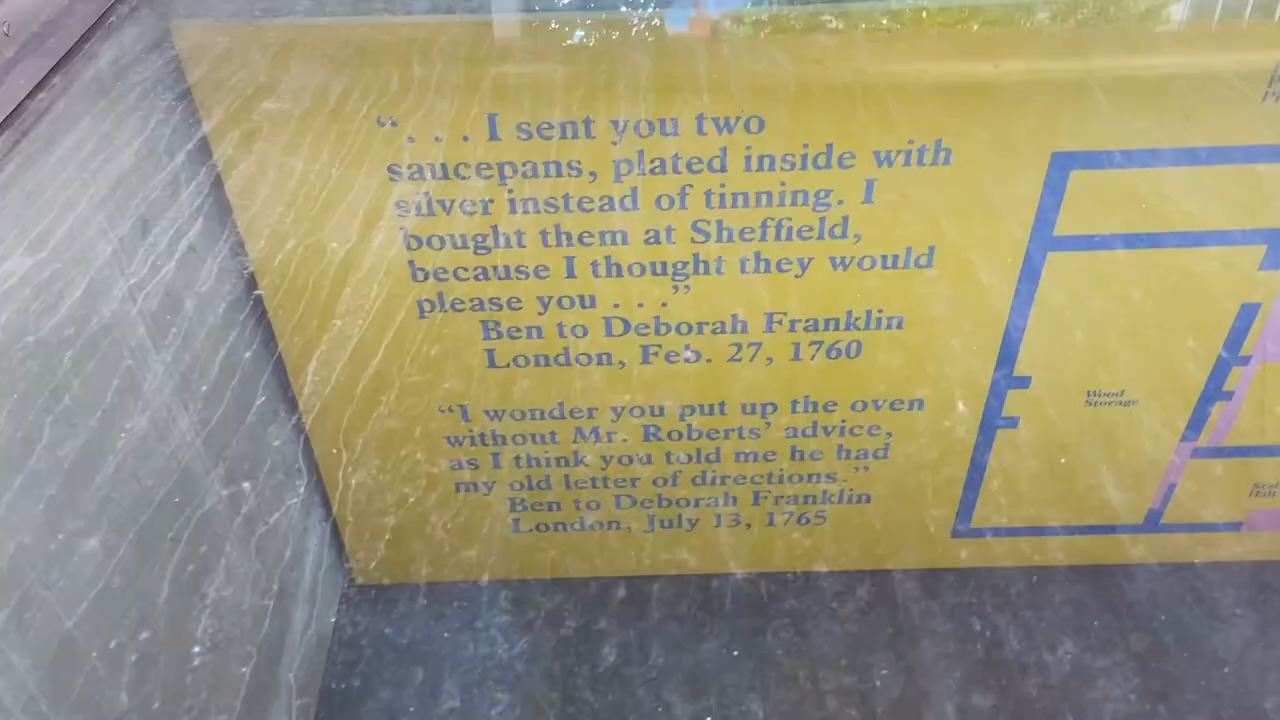 “. . . I sent you two
saucepans, plated inside with
silver instead of tinning. I
bought them at Sheffield,
because I thought they would
please you . . .”
Ben to Deborah Franklin
London, Feb. 27, 1760
“I wonder you put up the oven
without Mr. Roberts’ advice,
as I think you told me he had
my old letter of directions.”
Ben to Deborah Franklin
London, July 13, 1765
Wood
Storage
Hall